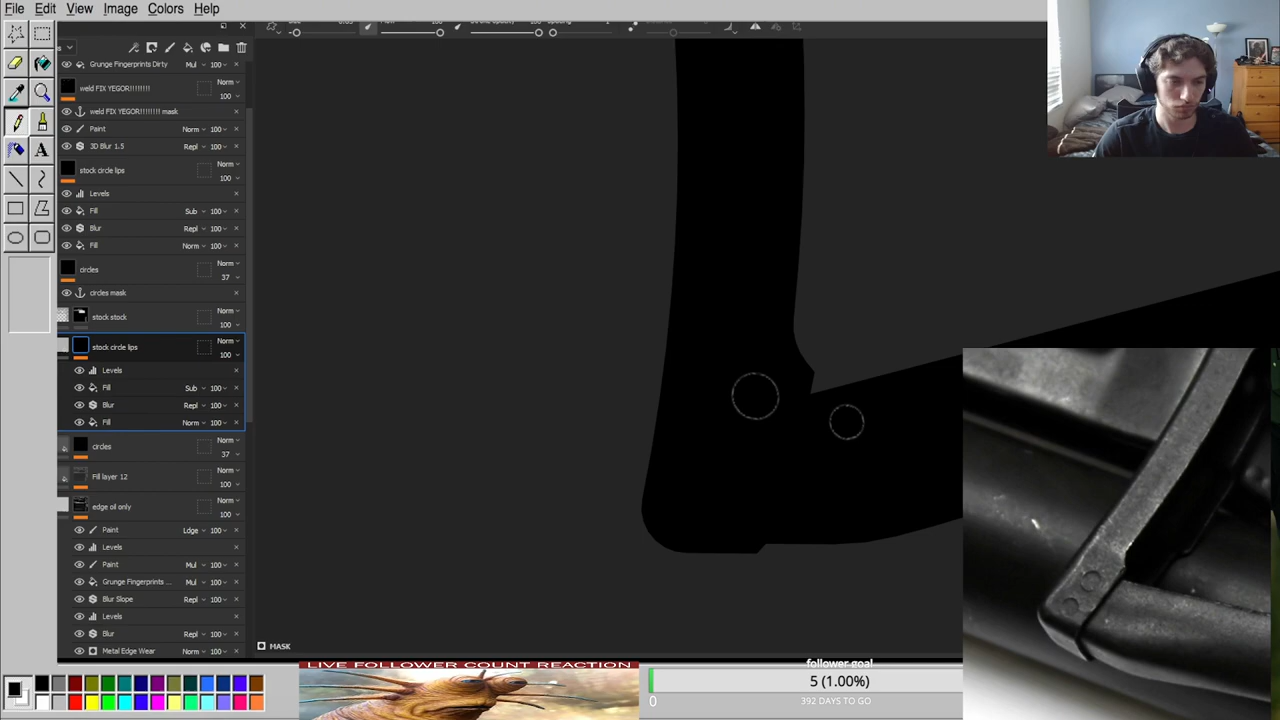 File Edit View Image Colors Help
Grunge Fingerprints Dirty Mul 100
weld FIX YEGOR!!!!!!!! Norm 100
weld FIX YEGOR!!!!!!!! mask
Paint Norm 100
3D Blur 1.5 Repl 100
stock circle lips Norm 100
Levels
Fill Sub 100
Blur Repl 100
Fill Norm 100
circles Norm 37
circles mask
stock stock Norm 100
stock circle lips Norm 100
Levels
Fill Sub 100
Blur Repl 100
Fill Norm 100
circles Norm 37
Fill layer 12 Norm 100
edge oil only Norm 100
Paint Ldge 100
Levels
Paint Mul 100
Grunge Fingerprints ... Mul 100
Blur Slope Repl 100
Levels
Blur Repl 100
Metal Edge Wear Norm 100
MASK
LIVE FOLLOWER COUNT REACTION
follower goal
5 (1.00%)
0
392 DAYS TO GO